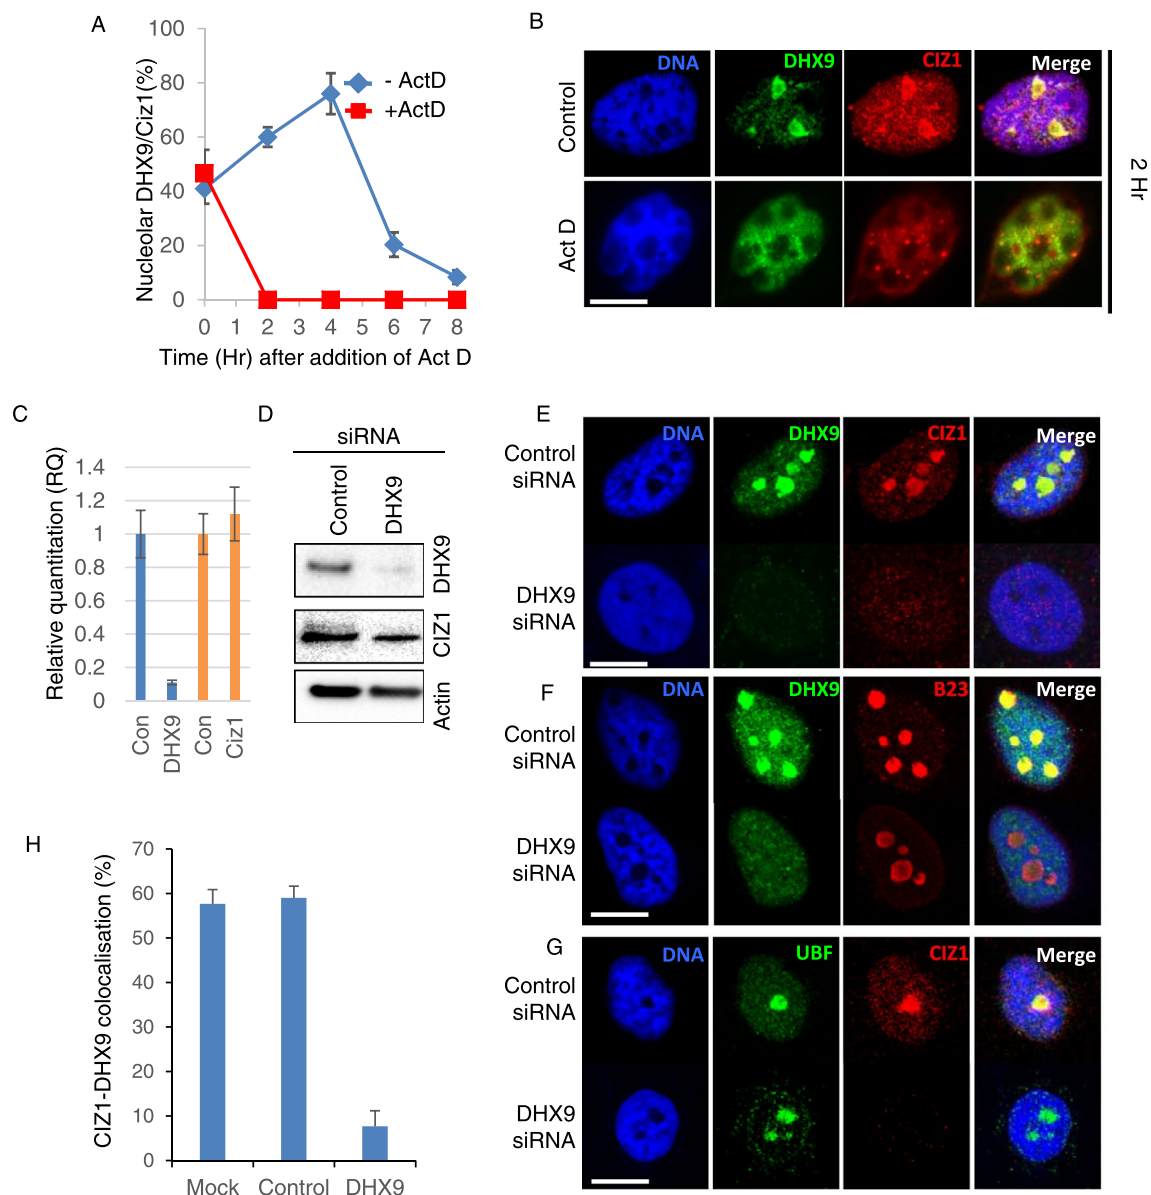 A
Nucleolar DHX9/Ciz1(%)
100
80
60
40
20
0
- ActD
+ActD
0 1 2 3 4 5 6 7 8
Time (Hr) after addition of Act D
B
DNA DHX9 CIZ1 Merge
Control
Act D
2 Hr
C
Relative quantitation (RQ)
1.4
1.2
1
0.8
0.6
0.4
0.2
0
Con DHX9 Con Ciz1
D
siRNA
Control DHX9
DHX9
CIZ1
Actin
E
DNA DHX9 CIZ1 Merge
Control
siRNA
DHX9
siRNA
F
DNA DHX9 B23 Merge
Control
siRNA
DHX9
siRNA
G
DNA UBF CIZ1 Merge
Control
siRNA
DHX9
siRNA
H
CIZ1-DHX9 colocalisation (%)
70
60
50
40
30
20
10
0
Mock Control DHX9